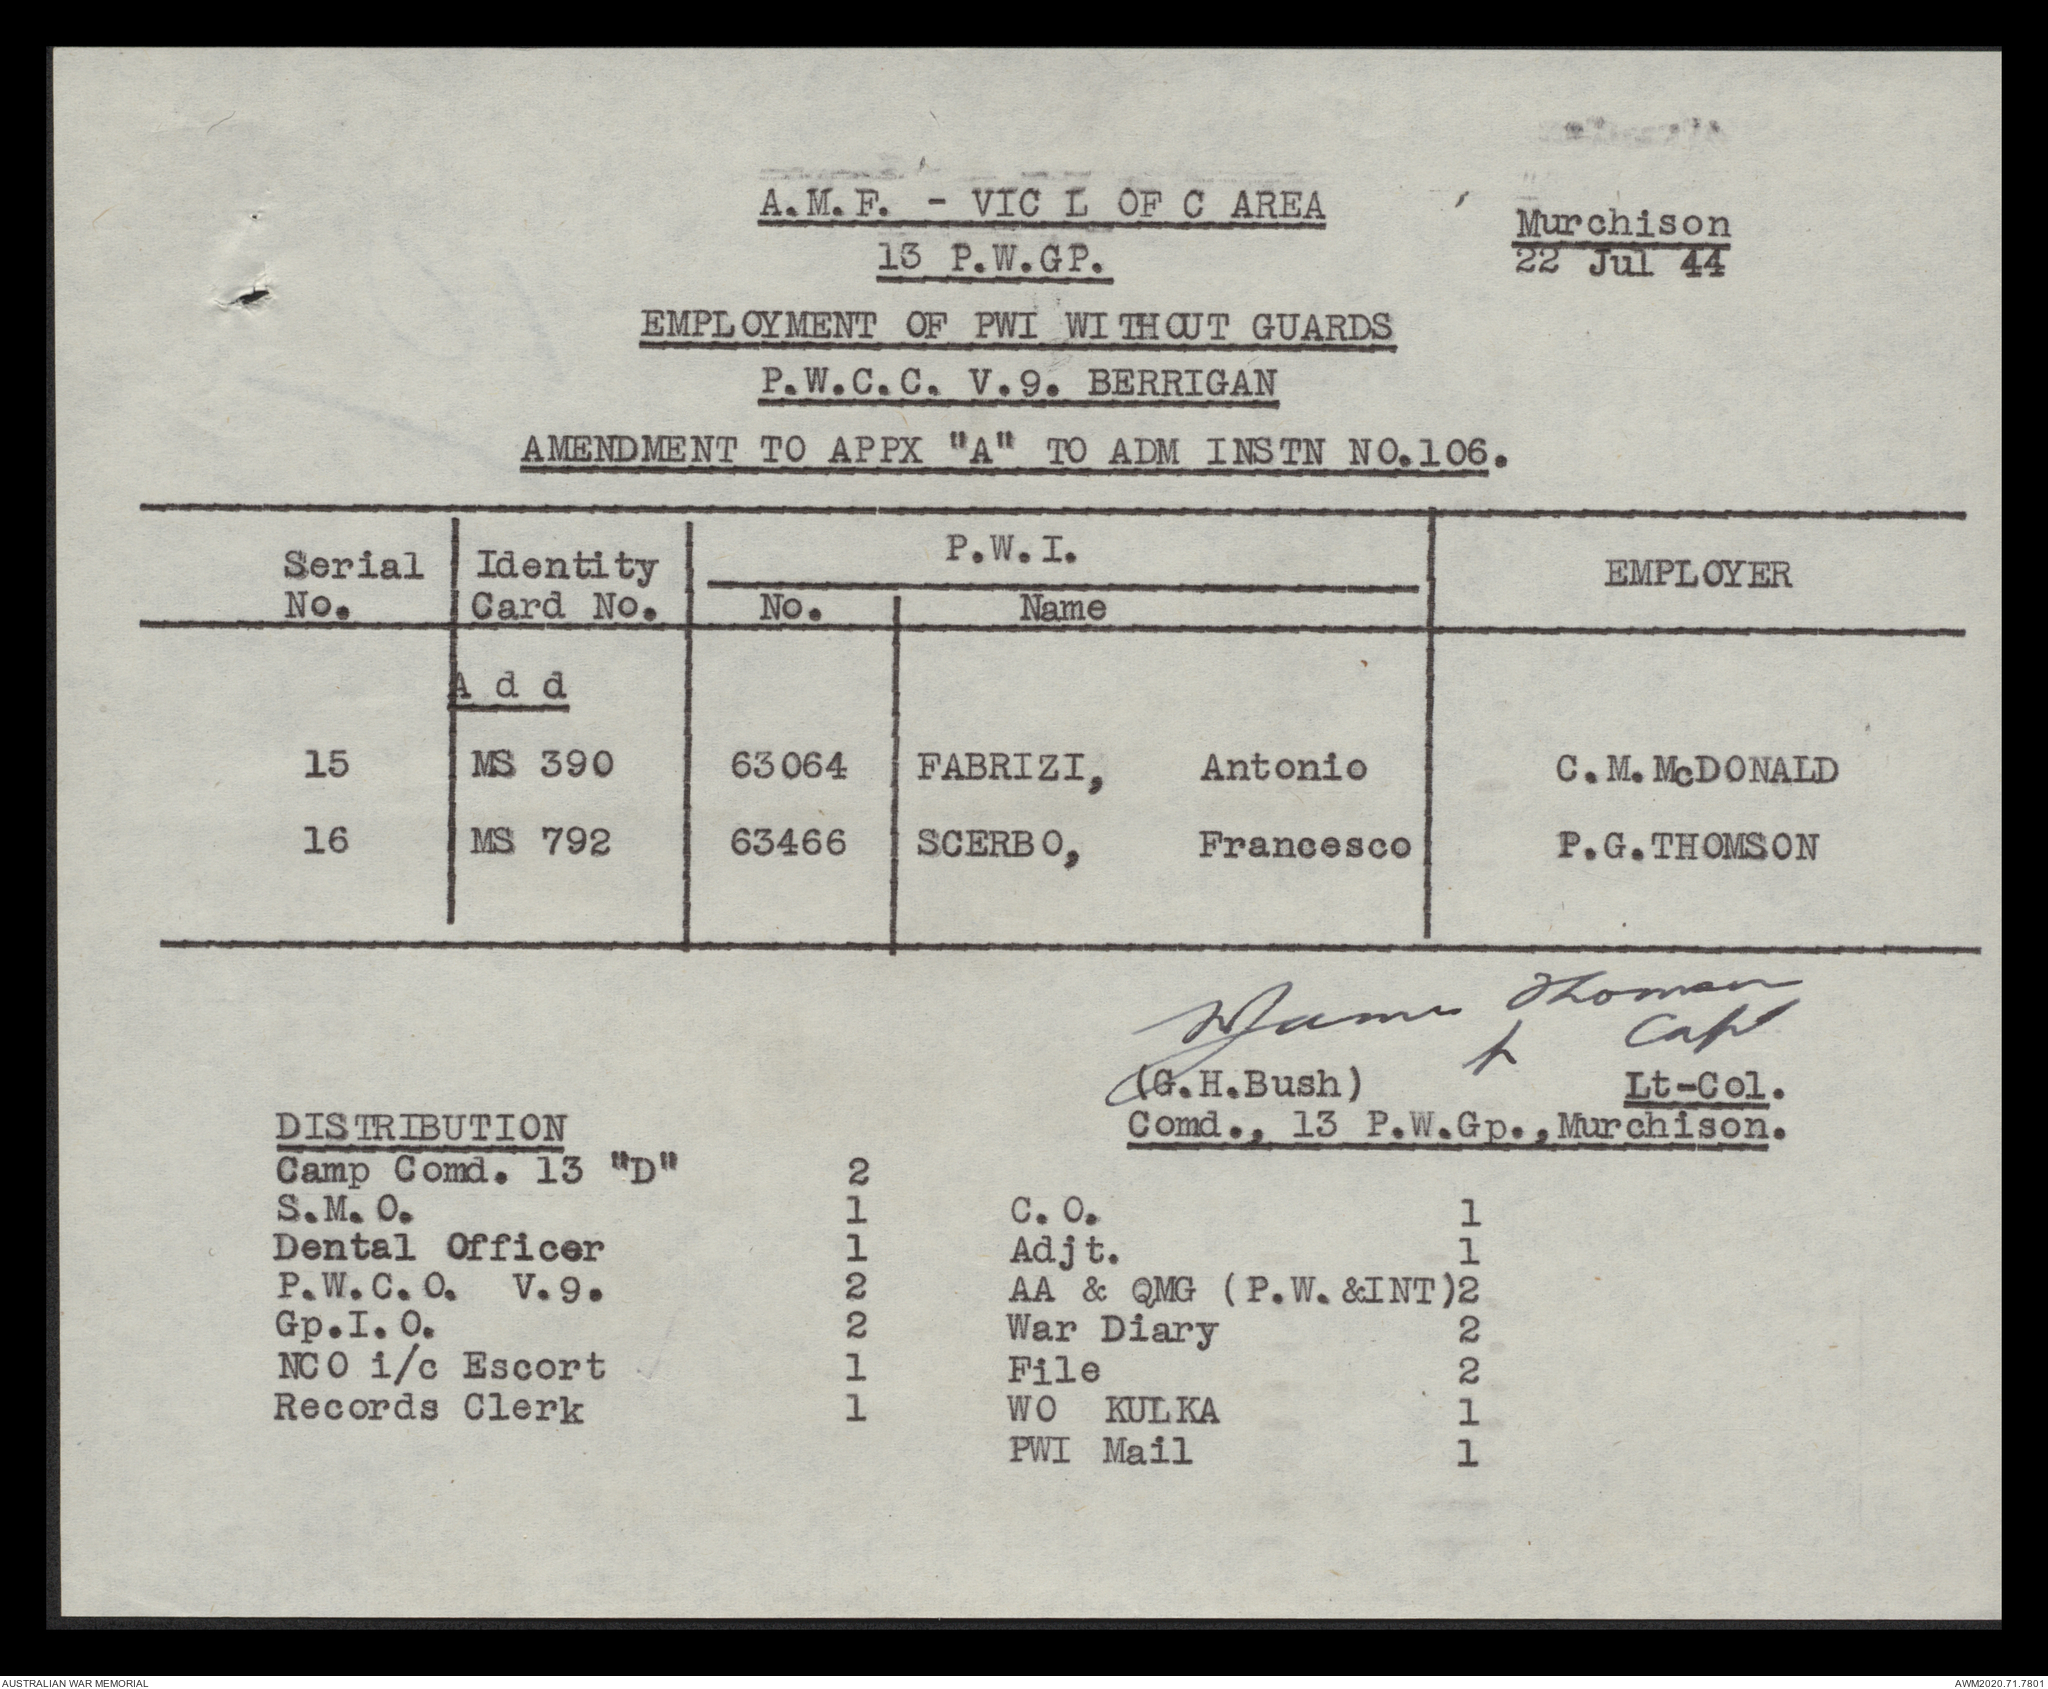 A.M.F. - VIC L OF C AREA
Murchison
13 P.W.GP.
22 Jul 44
EMPLOYMENT OF PWI WITHOUT GUARDS
P.W.C.C. V.9. BERRIGAN
AMENDMENT TO APPX "A" TO ADM INSTN NO.106.
Serial No. Identity Card No. P.W.I. No. Name EMPLOYER
Add
15 MS 390 63064 FABRIZI, Antonio C.M.McDONALD
16 MS 792 63466 SCERBO, Francesco P.G.THOMSON
Thomson
Capt
(G.H.Bush) Lt-Col.
Comd., 13 P.W.Gp.,Murchison.
DISTRIBUTION
Camp Comd. 13 "D" 2
S.M.O. 1
Dental Officer 1
P.W.C.O. V.9. 2
Gp.I.O. 2
NCO i/c Escort 1
Records Clerk 1
C.O. 1
Adjt. 1
AA & QMG (P.W.&INT)2
War Diary 2
File 2
WO KULKA 1
PWI Mail 1
AUSTRALIAN WAR MEMORIAL
AWM2020.71.7801